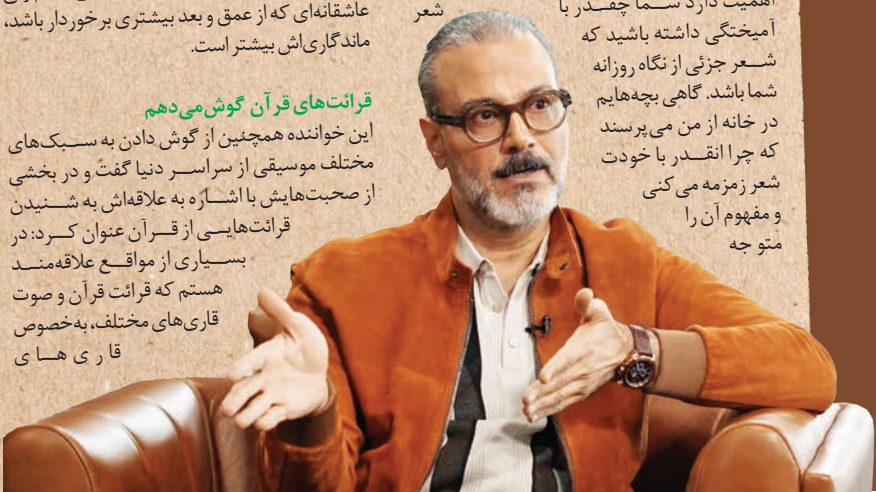 اهمیت دارد شما چقدر با
آمیختگی داشته باشید که
شعر جزئی از نگاه روزانه
شما باشد. گاهی بچه‌هایم
در خانه از من می‌پرسند
که چرا انقدر با خودت
شعر زمزمه می‌کنی
و مفهوم آن را
متوجه
شعر
عاشقانه‌ای که از عمق و بعد بیشتری برخوردار باشد،
ماندگاری‌اش بیشتر است.
قرائت‌های قرآن گوش می‌دهم
این خواننده همچنین از گوش دادن به سبک‌های
مختلف موسیقی از سراسر دنیا گفت و در بخشی
از صحبت‌هایش با اشاره به علاقه‌اش به شنیدن
قرائت‌هایی از قرآن عنوان کرد: در
بسیاری از مواقع علاقه‌مند
هستم که قرائت قرآن و صوت
قاری‌های مختلف، به‌خصوص
قاری‌های